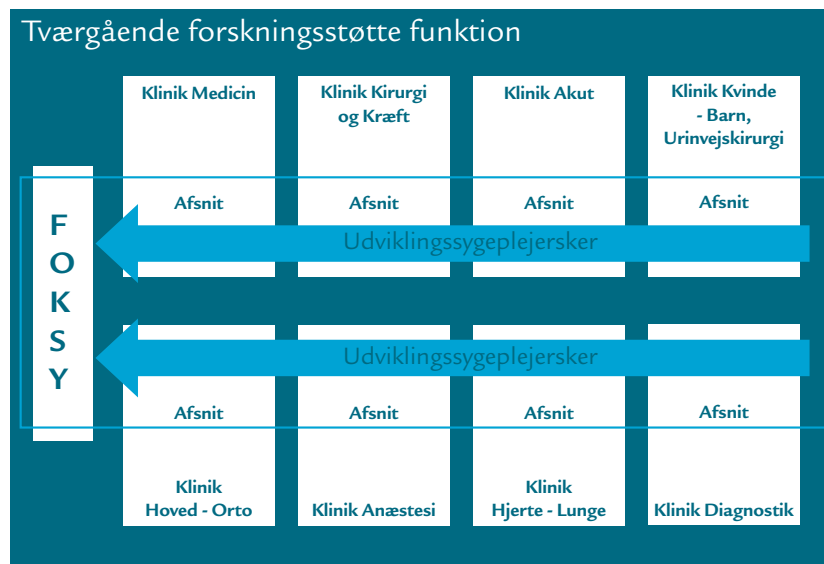 Tværgående forskningsstøtte funktion
Klinik Medicin
Klinik Kirurgi
og Kræft
Klinik Akut
Klinik Kvinde
- Barn,
Urinvejskirurgi
Afsnit
Afsnit
Afsnit
Afsnit
F
O
K
S
Y
Udviklingssygeplejersker
Udviklingssygeplejersker
Afsnit
Afsnit
Afsnit
Afsnit
Klinik
Hoved - Orto
Klinik Anæstesi
Klinik
Hjerte - Lunge
Klinik Diagnostik